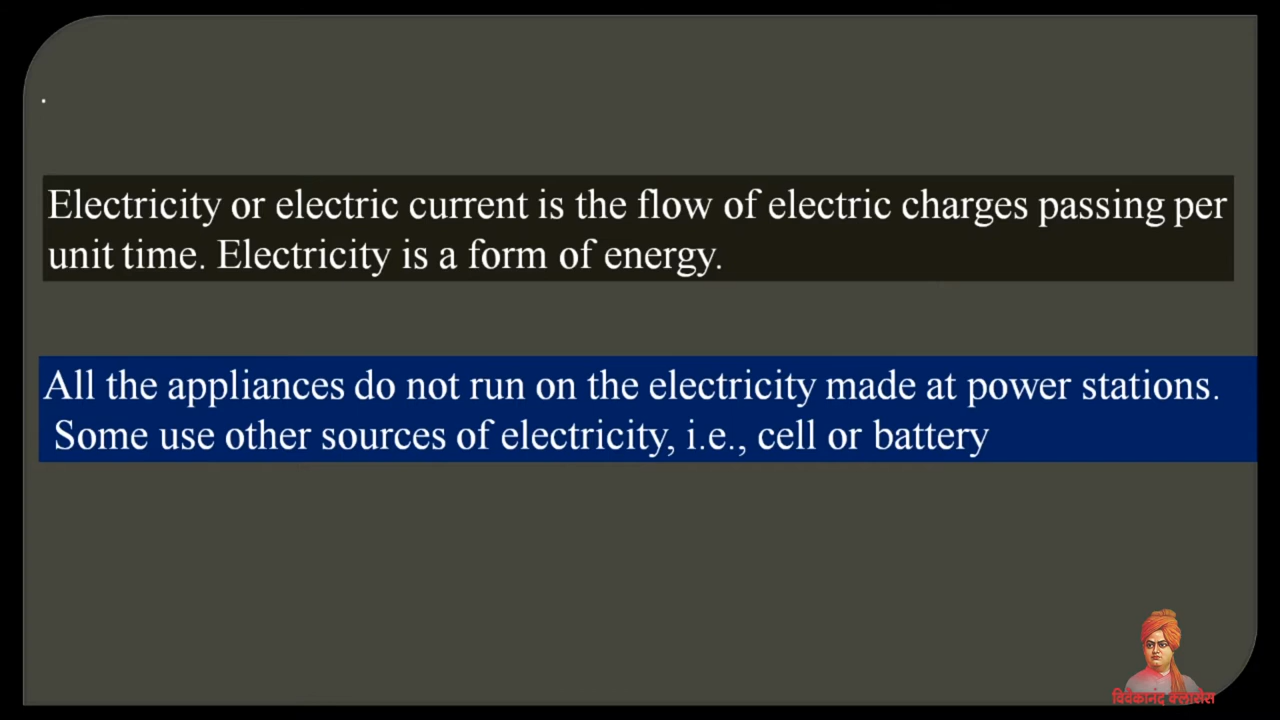 .
Electricity or electric current is the flow of electric charges passing per
unit time. Electricity is a form of energy.
All the appliances do not run on the electricity made at power stations.
Some use other sources of electricity, i.e., cell or battery
विवेकानंद क्लासेस